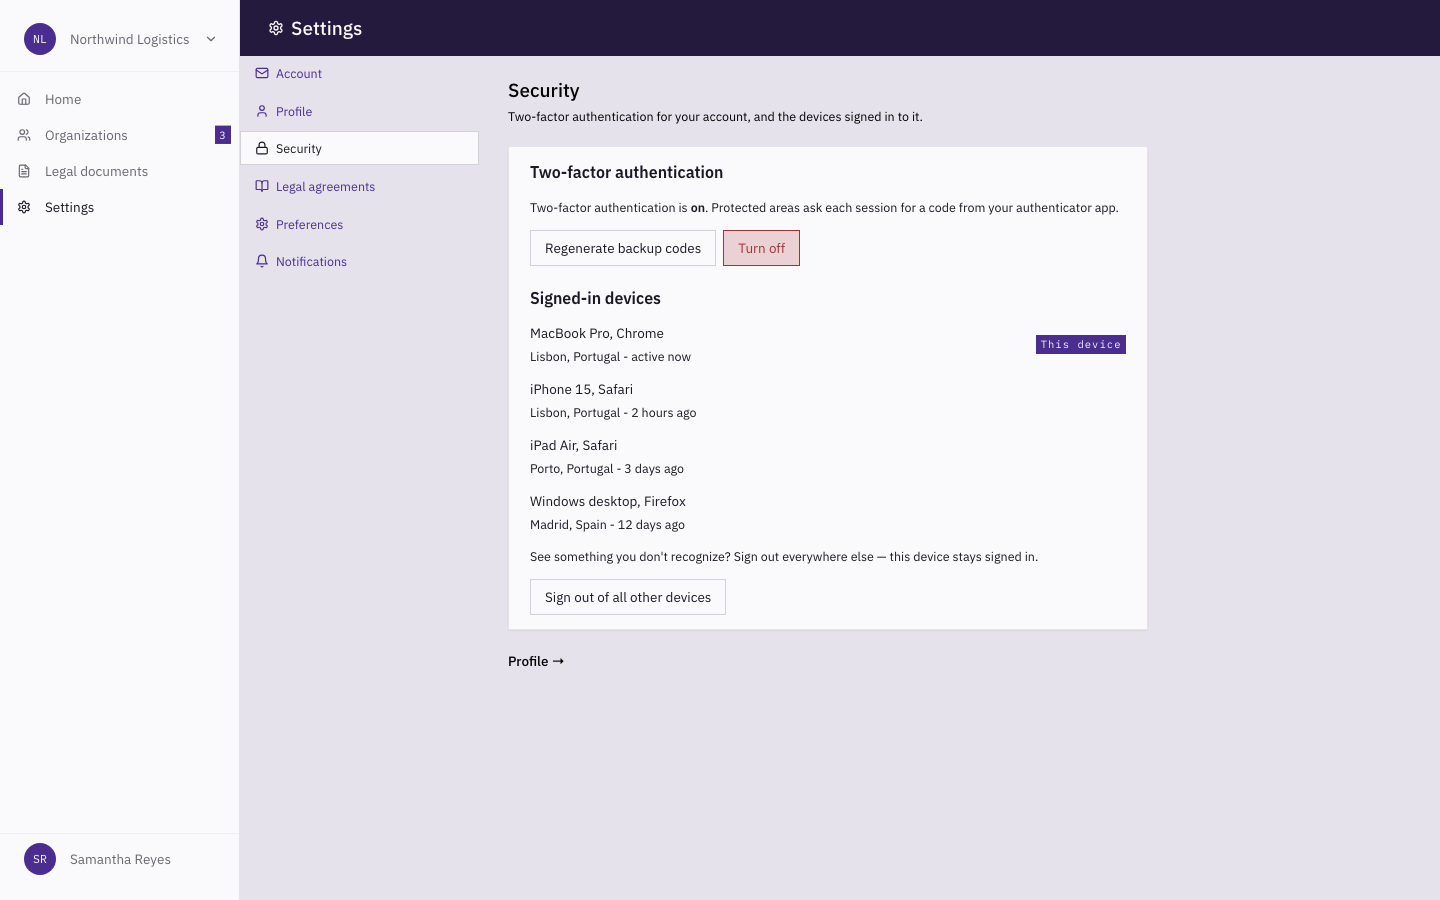 NL
Northwind Logistics
Home
Organizations
3
Legal documents
Settings
SR
Samantha Reyes
Settings
Account
Profile
Security
Legal agreements
Preferences
Notifications
Security
Two-factor authentication for your account, and the devices signed in to it.
Two-factor authentication
Two-factor authentication is on. Protected areas ask each session for a code from your authenticator app.
Regenerate backup codes
Turn off
Signed-in devices
MacBook Pro, Chrome
Lisbon, Portugal - active now
This device
iPhone 15, Safari
Lisbon, Portugal - 2 hours ago
iPad Air, Safari
Porto, Portugal - 3 days ago
Windows desktop, Firefox
Madrid, Spain - 12 days ago
See something you don't recognize? Sign out everywhere else — this device stays signed in.
Sign out of all other devices
Profile →